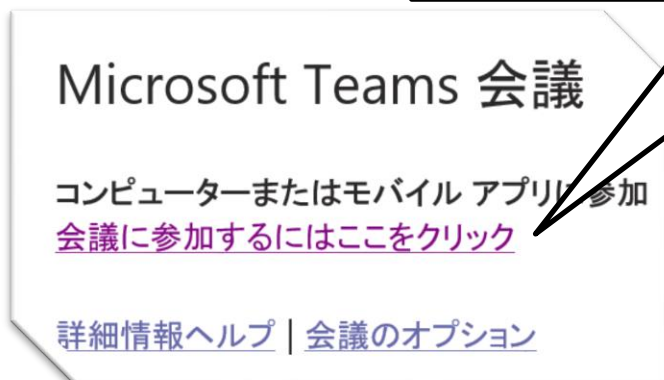 Microsoft Teams 会議
コンピューターまたはモバイル アプリに参加
会議に参加するにはここをクリック
詳細情報ヘルプ | 会議のオプション